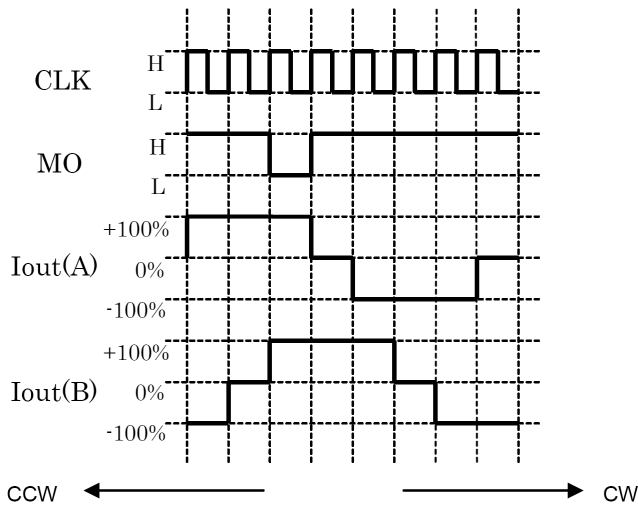 CLK
H
L
MO
H
L
Iout(A)
+100%
0%
-100%
Iout(B)
+100%
0%
-100%
CCW
CW